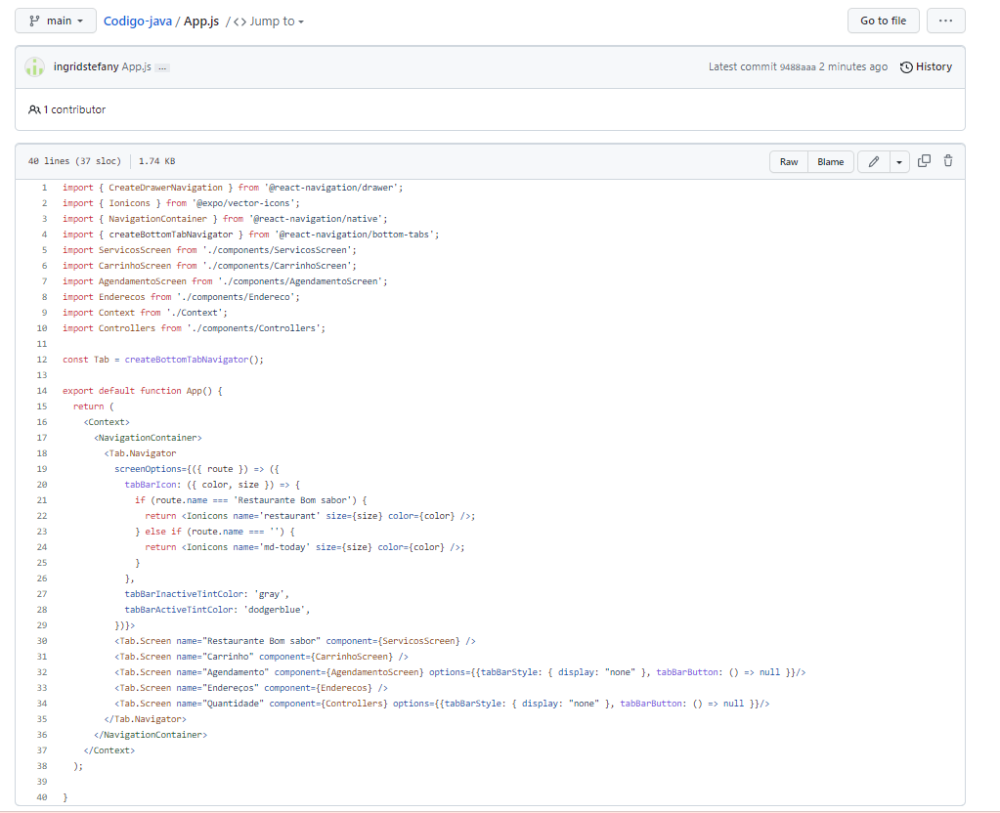 main
Codigo-java / App.js / <> Jump to
Go to file
...
ingridstefany App.js ...
Latest commit 9488aaa 2 minutes ago
History
1 contributor
40 lines (37 sloc) 1.74 KB
Raw
Blame
1 import { CreateDrawerNavigation } from '@react-navigation/drawer';
2 import { Ionicons } from '@expo/vector-icons';
3 import { NavigationContainer } from '@react-navigation/native';
4 import { createBottomTabNavigator } from '@react-navigation/bottom-tabs';
5 import ServicosScreen from './components/ServicosScreen';
6 import CarrinhoScreen from './components/CarrinhoScreen';
7 import AgendamentoScreen from './components/AgendamentoScreen';
8 import Enderecos from './components/Endereco';
9 import Context from './Context';
10 import Controllers from './components/Controllers';
11
12 const Tab = createBottomTabNavigator();
13
14 export default function App() {
15   return (
16     <Context>
17       <NavigationContainer>
18         <Tab.Navigator
19           screenOptions={({ route }) => ({
20             tabBarIcon: ({ color, size }) => {
21               if (route.name === 'Restaurante Bom sabor') {
22                 return <Ionicons name='restaurant' size={size} color={color} />;
23               } else if (route.name === '') {
24                 return <Ionicons name='md-today' size={size} color={color} />;
25               }
26             },
27             tabBarInactiveTintColor: 'gray',
28             tabBarActiveTintColor: 'dodgerblue',
29           })}>
30           <Tab.Screen name="Restaurante Bom sabor" component={ServicosScreen} />
31           <Tab.Screen name="Carrinho" component={CarrinhoScreen} />
32           <Tab.Screen name="Agendamento" component={AgendamentoScreen} options={{tabBarStyle: { display: "none" }, tabBarButton: () => null }}/>
33           <Tab.Screen name="Endereços" component={Enderecos} />
34           <Tab.Screen name="Quantidade" component={Controllers} options={{tabBarStyle: { display: "none" }, tabBarButton: () => null }}/>
35         </Tab.Navigator>
36       </NavigationContainer>
37     </Context>
38   );
39
40 }